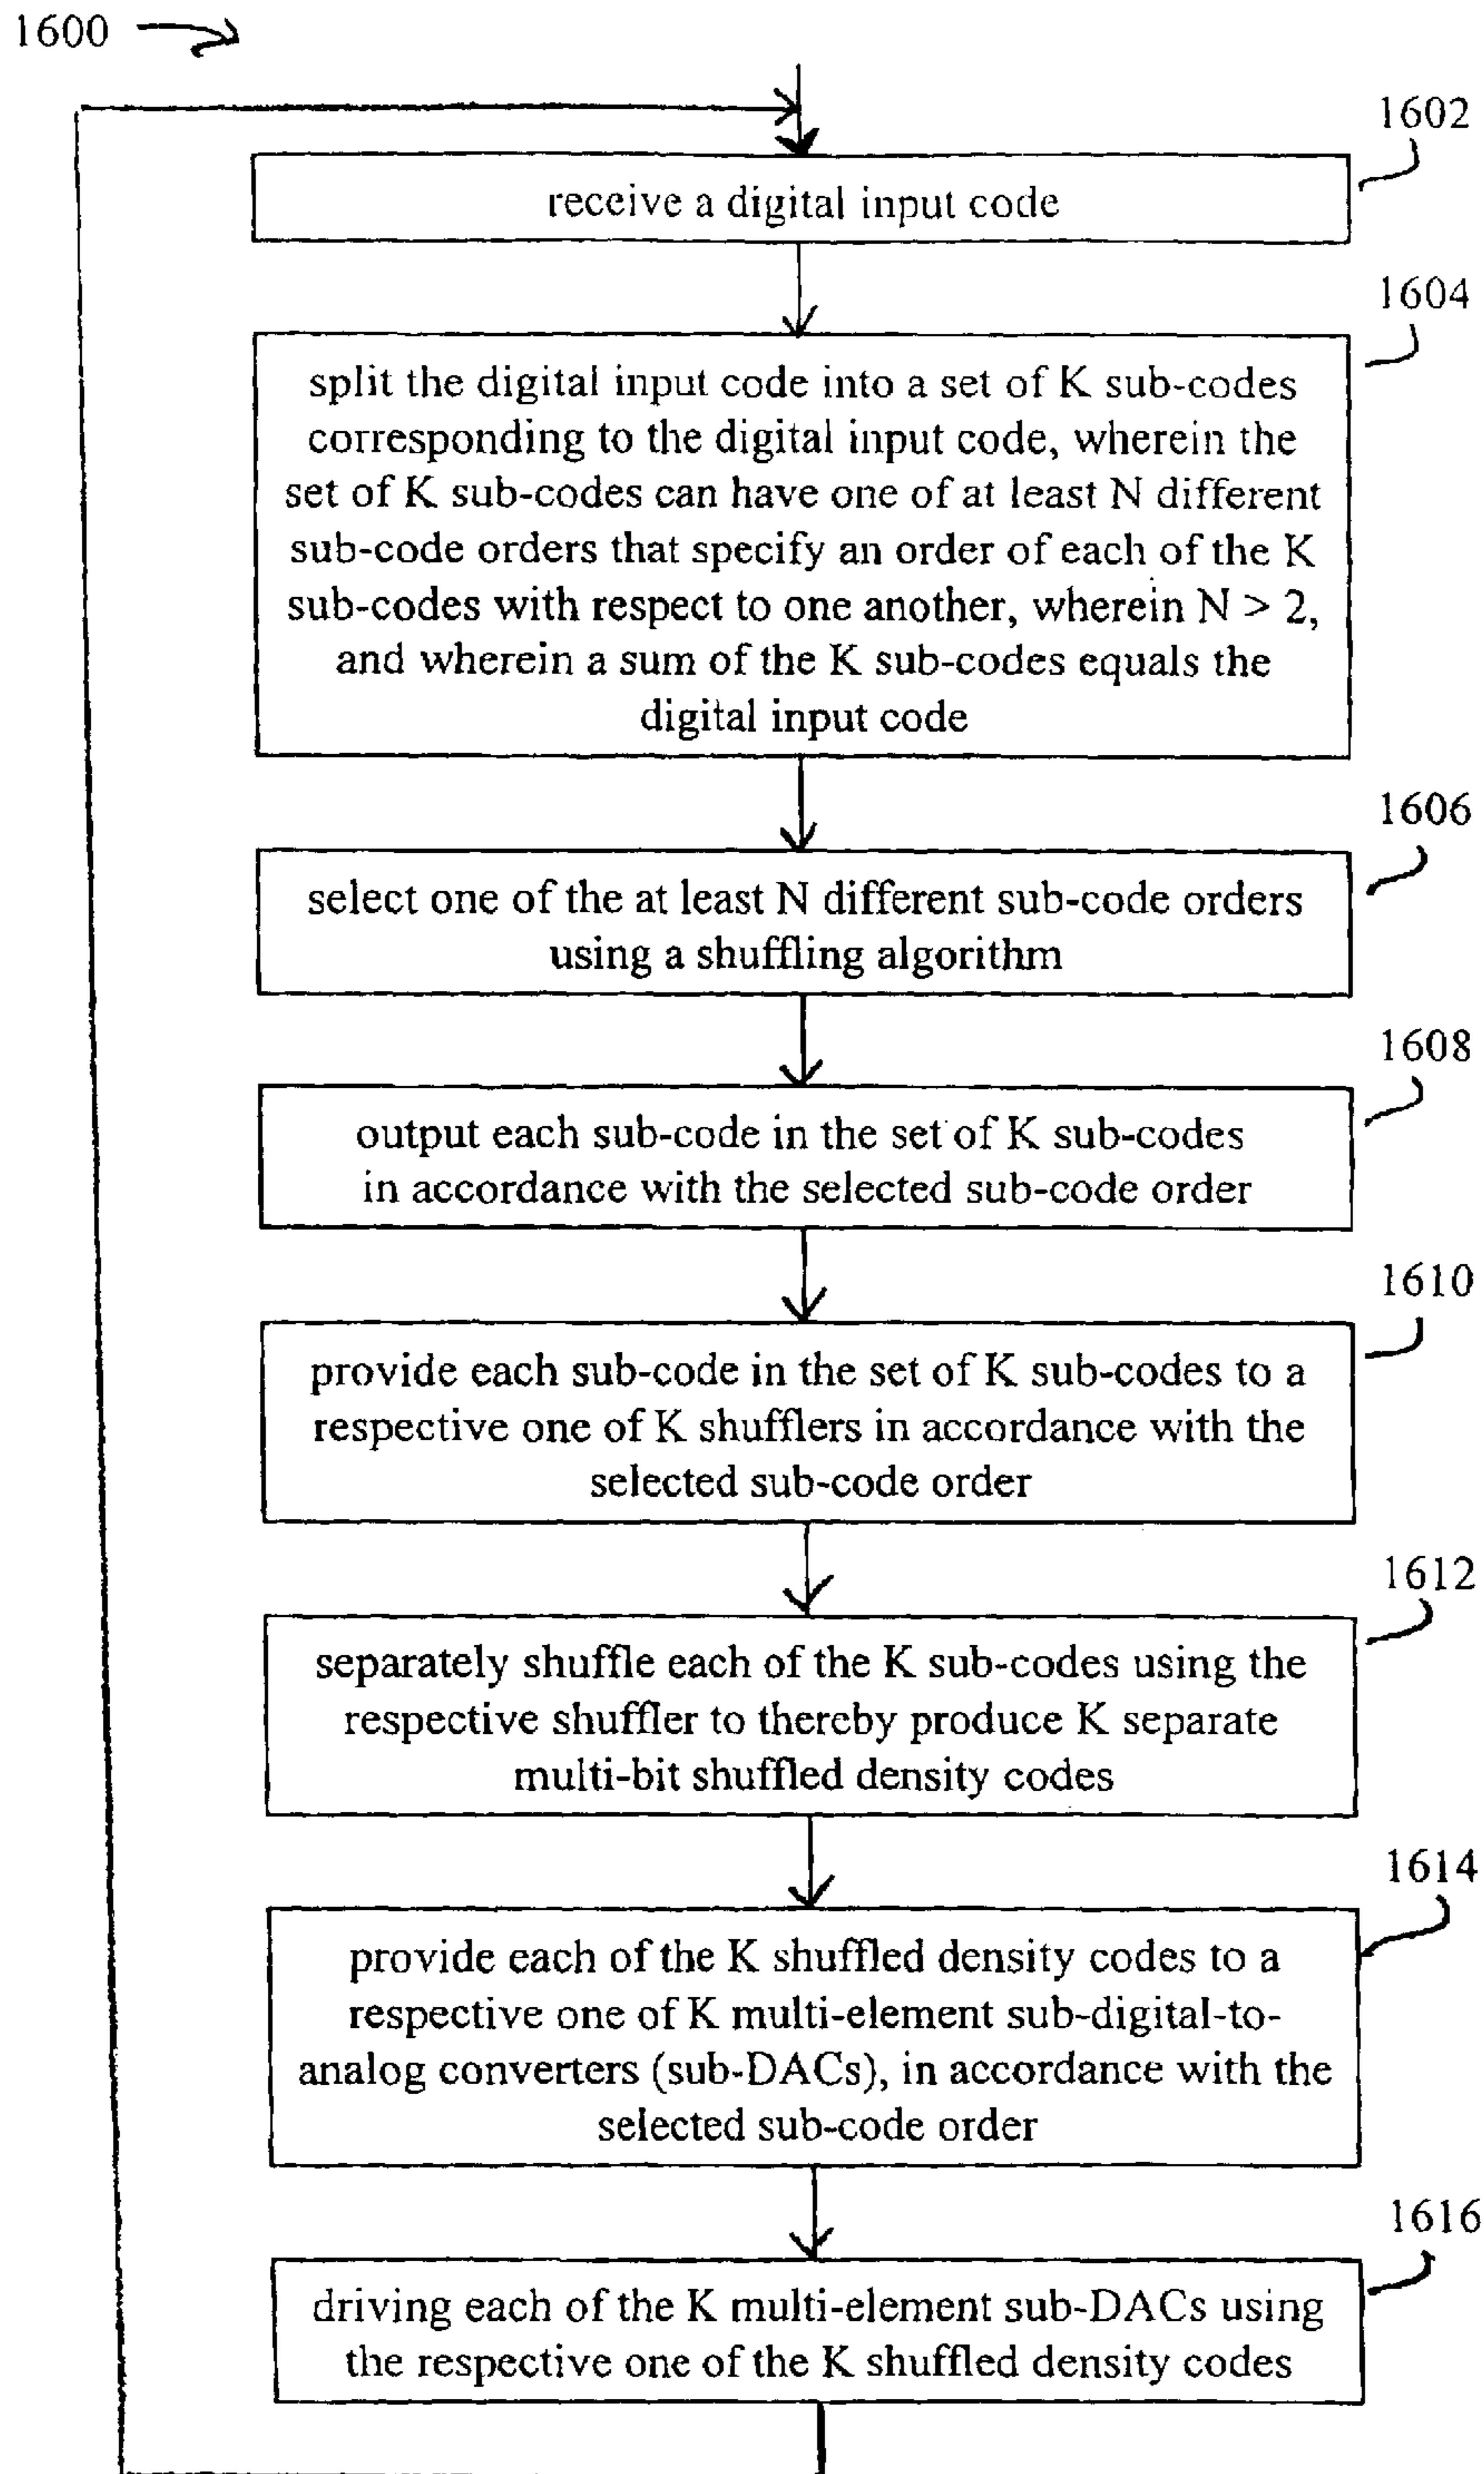 1600
1602
receive a digital input code
1604
split the digital input code into a set of K sub-codes
corresponding to the digital input code, wherein the
set of K sub-codes can have one of at least N different
sub-code orders that specify an order of each of the K
sub-codes with respect to one another, wherein N > 2,
and wherein a sum of the K sub-codes equals the
digital input code
1606
select one of the at least N different sub-code orders
using a shuffling algorithm
1608
output each sub-code in the set of K sub-codes
in accordance with the selected sub-code order
1610
provide each sub-code in the set of K sub-codes to a
respective one of K shufflers in accordance with the
selected sub-code order
1612
separately shuffle each of the K sub-codes using the
respective shuffler to thereby produce K separate
multi-bit shuffled density codes
1614
provide each of the K shuffled density codes to a
respective one of K multi-element sub-digital-to-
analog converters (sub-DACs), in accordance with the
selected sub-code order
1616
driving each of the K multi-element sub-DACs using
the respective one of the K shuffled density codes